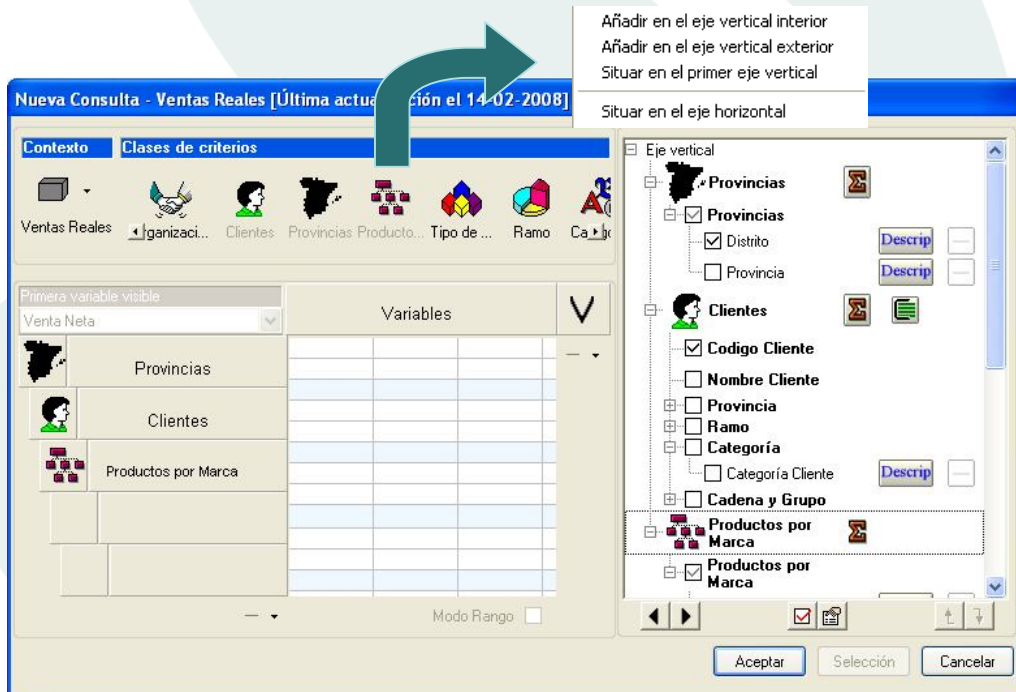 Añadir en el eje vertical interior
Añadir en el eje vertical exterior
Situar en el primer eje vertical
Situar en el eje horizontal
Nueva Consulta - Ventas Reales [Última actu ción el 14-02-2008]
Contexto Clases de criterios
Ventas Reales rganizaci... Clientes Provincias Producto... Tipo de ... Ramo Ca
Primera variable visible
Venta Neta
Variables
V
Provincias
Clientes
Productos por Marca
Modo Rango
Eje vertical
Provincias Σ
Provincias
Distrito Descrip
Provincia Descrip
Clientes Σ
Codigo Cliente
Nombre Cliente
Provincia
Ramo
Categoría
Categoría Cliente Descrip
Cadena y Grupo
Productos por Σ
Marca
Productos por
Marca
Aceptar Selección Cancelar